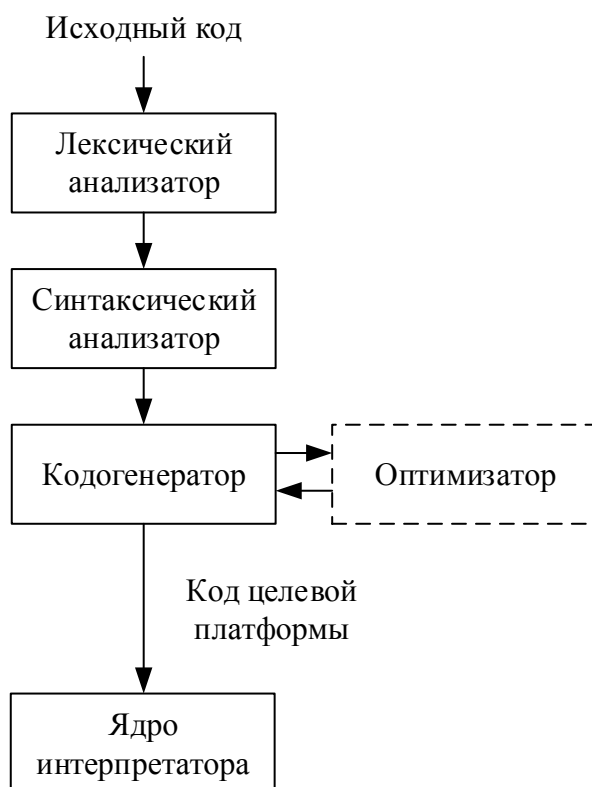 Исходный код
Лексический
анализатор
Синтаксический
анализатор
Кодогенератор
Оптимизатор
Код целевой
платформы
Ядро
интерпретатора